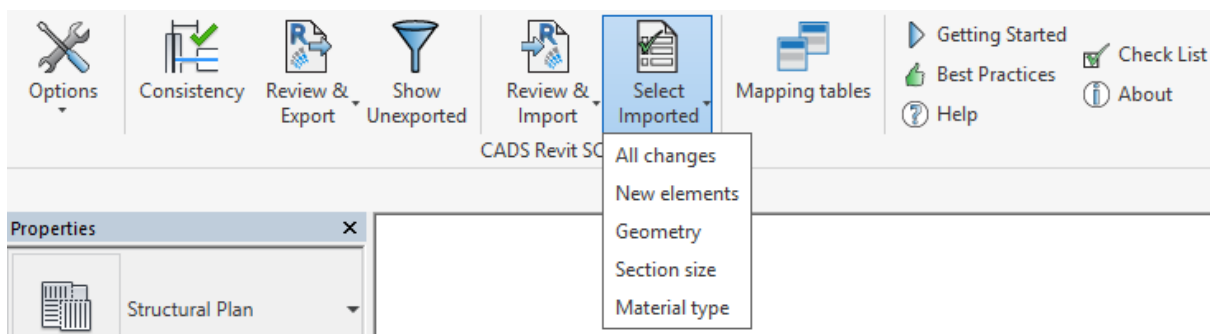 Options
Consistency
Review &
Export
Show
Unexported
Review &
Import
Select
Imported
Mapping tables
Getting Started
Best Practices
Help
Check List
About
CADS Revit SC
All changes
New elements
Geometry
Section size
Material type
Properties
Structural Plan